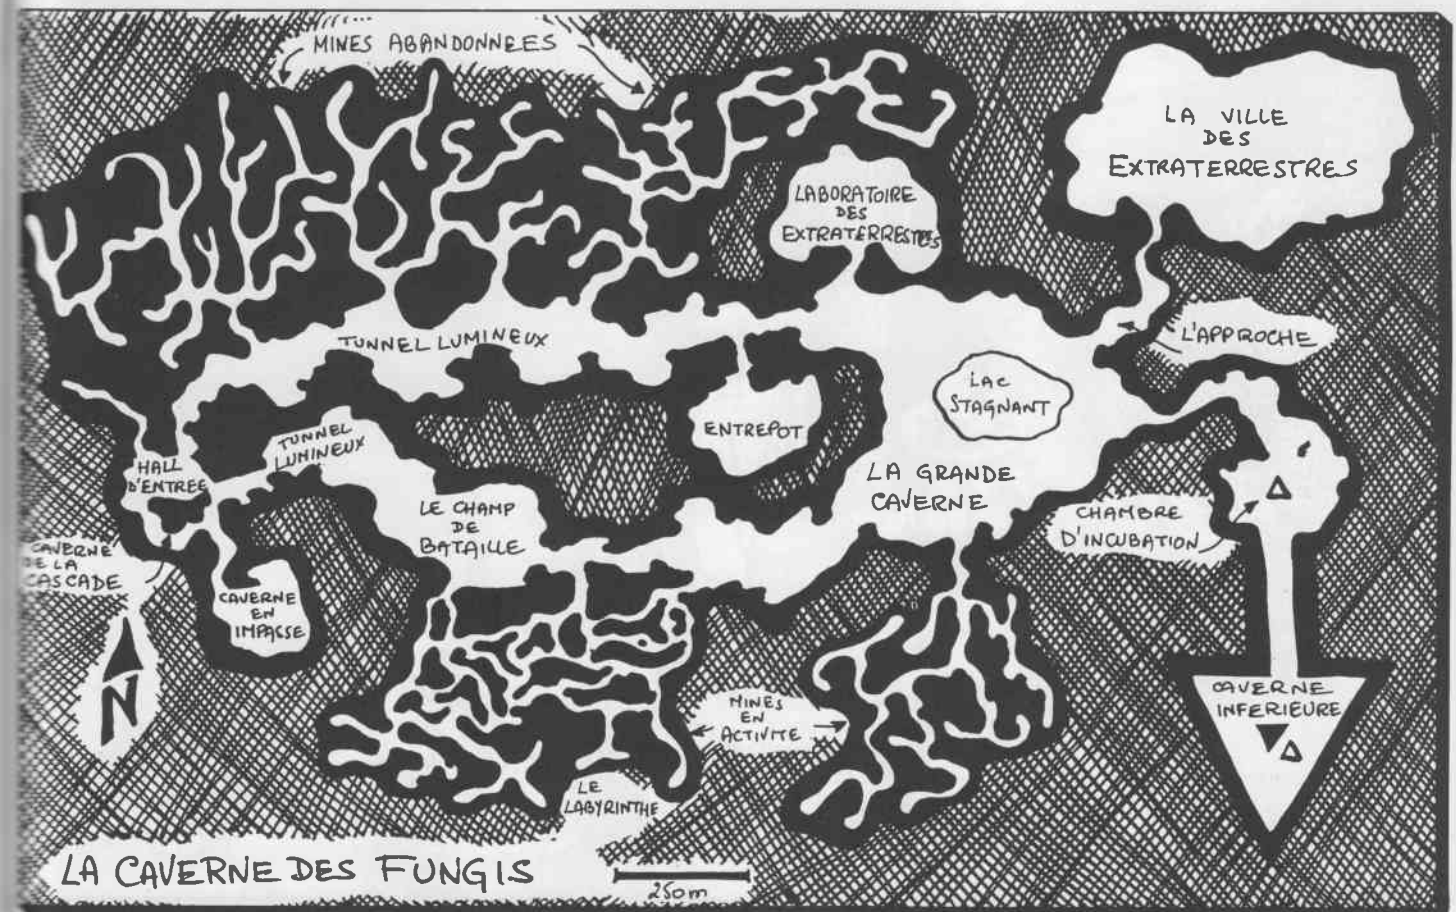 MINES ABANDONNEES
LA VILLE
DES
EXTRATERRESTRES
LABORATOIRE
DES
EXTRATERRESTRES
TUNNEL LUMINEUX
L'APPROCHE
LAC
STAGNANT
ENTREPOT
TUNNEL
LUMINEUX
HALL
D'ENTREE
LA GRANDE
CAVERNE
LE CHAMP
DE
BATAILLE
CHAMBRE
D'INCUBATION
CAVERNE
DE LA
CASCADE
CAVERNE
EN
IMPASSE
N
MINES
EN
ACTIVITE
CAVERNE
INFERIEURE
LE
LABYRINTHE
LA CAVERNE DES FUNGIS
250m